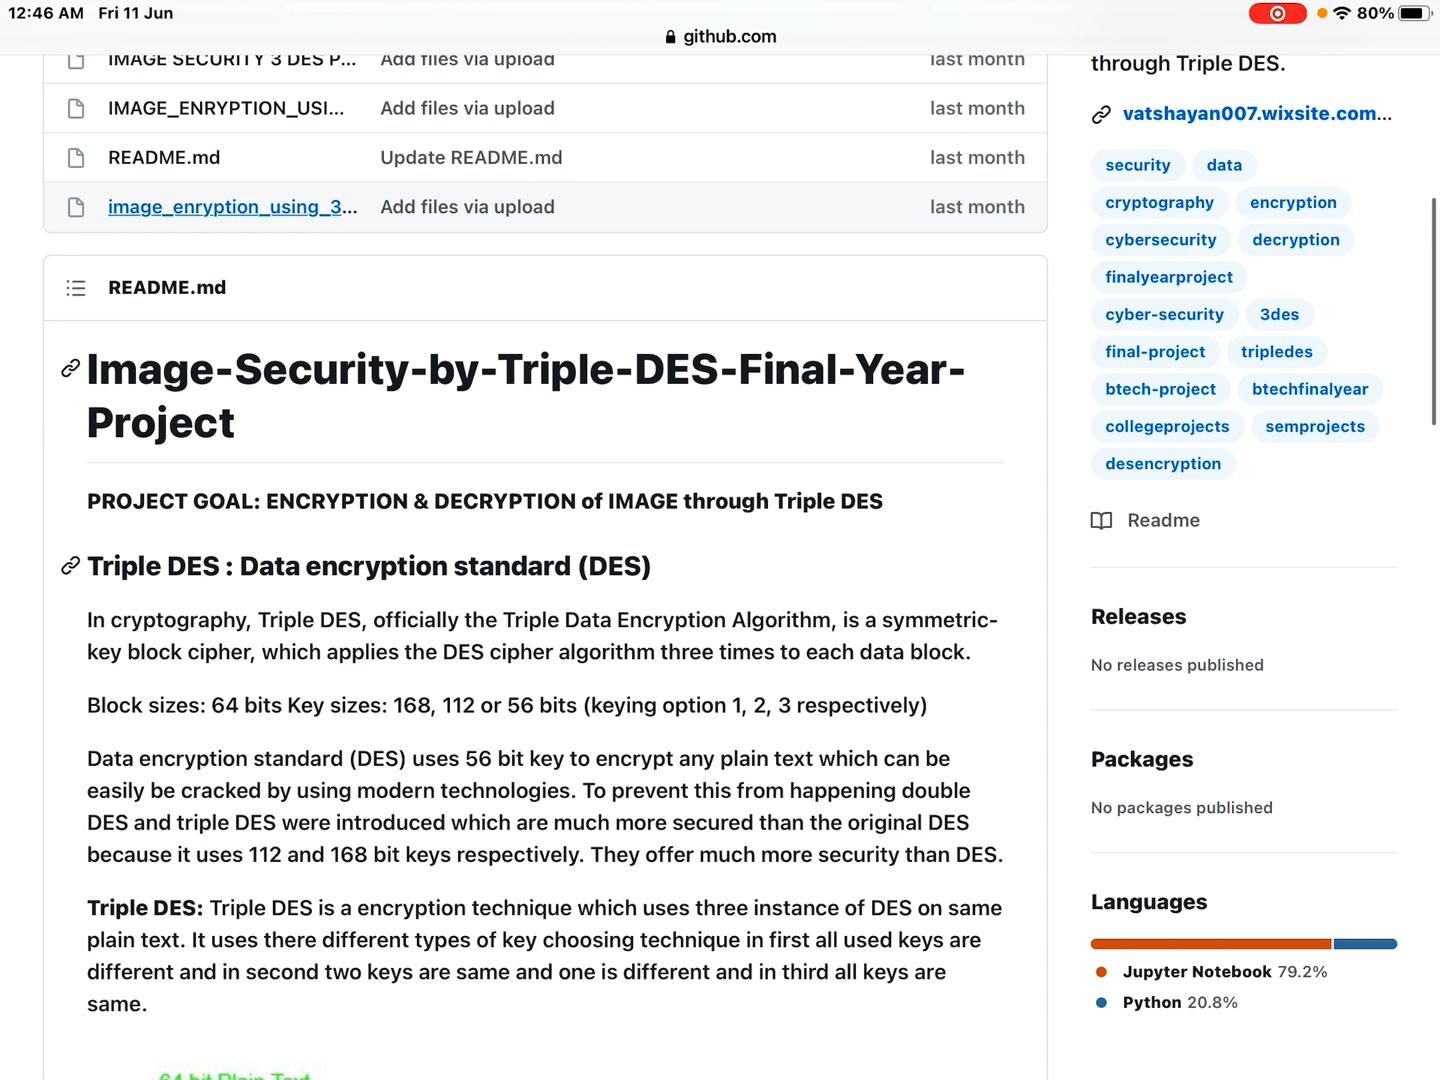 12:46 AM Fri 11 Jun
80%
github.com
IMAGE SECURITY 3 DES P... Add files via upload last month
IMAGE_ENRYPTION_USI... Add files via upload last month
README.md Update README.md last month
image_enryption_using_3... Add files via upload last month
README.md
Image-Security-by-Triple-DES-Final-Year-
Project
PROJECT GOAL: ENCRYPTION & DECRYPTION of IMAGE through Triple DES
Triple DES : Data encryption standard (DES)
In cryptography, Triple DES, officially the Triple Data Encryption Algorithm, is a symmetric-
key block cipher, which applies the DES cipher algorithm three times to each data block.
Block sizes: 64 bits Key sizes: 168, 112 or 56 bits (keying option 1, 2, 3 respectively)
Data encryption standard (DES) uses 56 bit key to encrypt any plain text which can be
easily be cracked by using modern technologies. To prevent this from happening double
DES and triple DES were introduced which are much more secured than the original DES
because it uses 112 and 168 bit keys respectively. They offer much more security than DES.
Triple DES: Triple DES is a encryption technique which uses three instance of DES on same
plain text. It uses there different types of key choosing technique in first all used keys are
different and in second two keys are same and one is different and in third all keys are
same.
64 bit Plain Text
through Triple DES.
vatshayan007.wixsite.com...
security data
cryptography encryption
cybersecurity decryption
finalyearproject
cyber-security 3des
final-project tripledes
btech-project btechfinalyear
collegeprojects semprojects
desencryption
Readme
Releases
No releases published
Packages
No packages published
Languages
Jupyter Notebook 79.2%
Python 20.8%